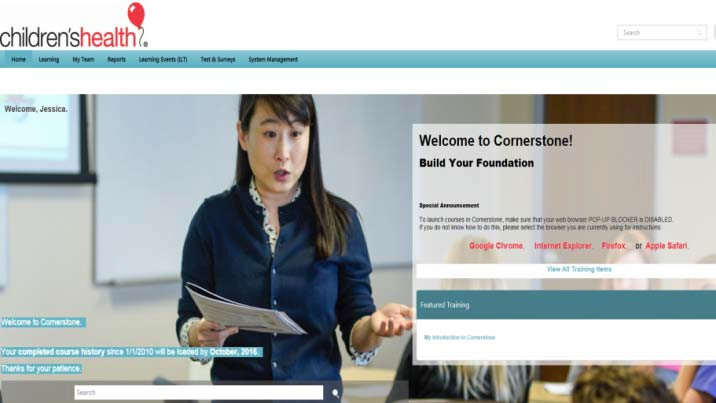 children'shealth?
Search
Home Learning My Team Reports Learning Events (ILT) Test & Surveys System Management
Welcome, Jessica.
Welcome to Cornerstone!
Build Your Foundation
Special Announcement
To launch courses in Cornerstone, make sure that your web browser POP-UP BLOCKER is DISABLED.
If you do not know how to do this, please select the browser you are currently using for instructions:
Google Chrome, Internet Explorer, Firefox, or Apple Safari.
View All Training Items
Featured Training
My Introduction to Cornerstone
Welcome to Cornerstone.
Your completed course history since 1/1/2010 will be loaded by October, 2016.
Thanks for your patience.
Search